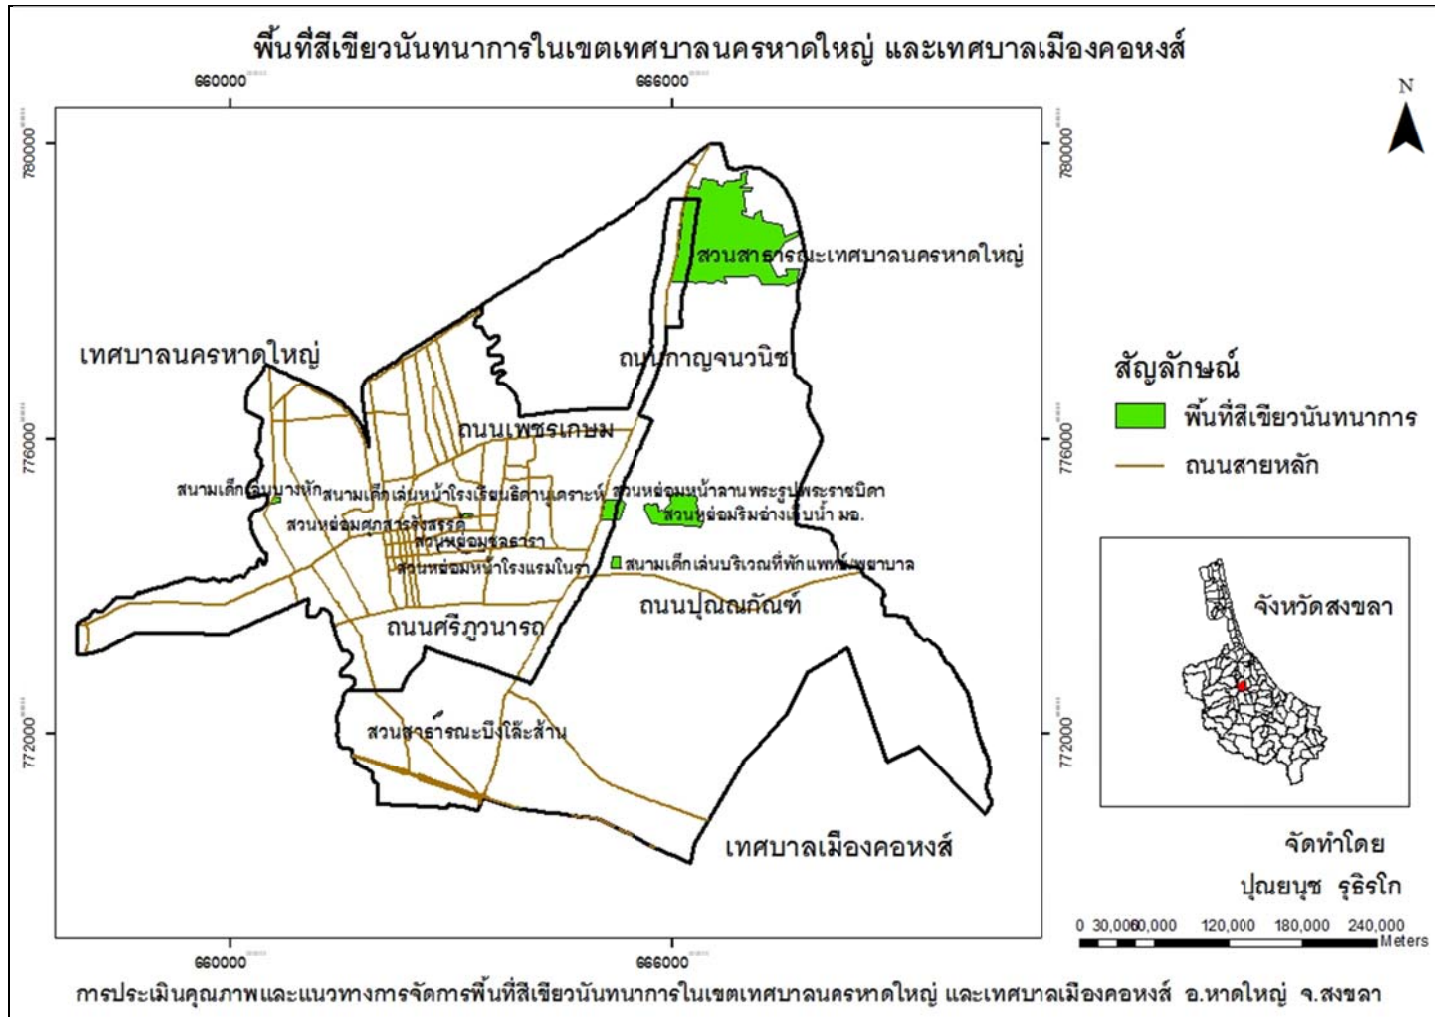 พื้นที่สีเขียวนันทนาการในเขตเทศบาลนครหาดใหญ่ และเทศบาลเมืองคอหงส์
660000
666000
N
780000
780000
สวนสาธารณะเทศบาลนครหาดใหญ่
เทศบาลนครหาดใหญ่
ถนนกาญจนวนิช
สัญลักษณ์
พื้นที่สีเขียวนันทนาการ
ถนนสายหลัก
776000
776000
ถนนเพชรเกษม
สนามเด็กเล่นบางหัก
สนามเด็กเล่นหน้าโรงเรียนธิดานุเคราะห์
สวนหย่อมหน้าลานพระรูปพระราชบิดา
สวนหย่อมริมอ่างเก็บน้ำ มอ.
สวนหย่อมศุภสารรังสรรค์
สวนหย่อมชลธารา
สวนหย่อมหน้าโรงแรมโนรา
สนามเด็กเล่นบริเวณที่พักแพทย์/พยาบาล
ถนนปุณณกัณฑ์
ถนนศรีภูวนารถ
จังหวัดสงขลา
772000
772000
สวนสาธารณะบึงโล๊ะส้าน
เทศบาลเมืองคอหงส์
จัดทำโดย
ปุณยนุช รุธิรโก
0 30,000 60,000 120,000 180,000 240,000
Meters
660000
666000
การประเมินคุณภาพและแนวทางการจัดการพื้นที่สีเขียวนันทนาการในเขตเทศบาลนครหาดใหญ่ และเทศบาลเมืองคอหงส์ อ.หาดใหญ่ จ.สงขลา